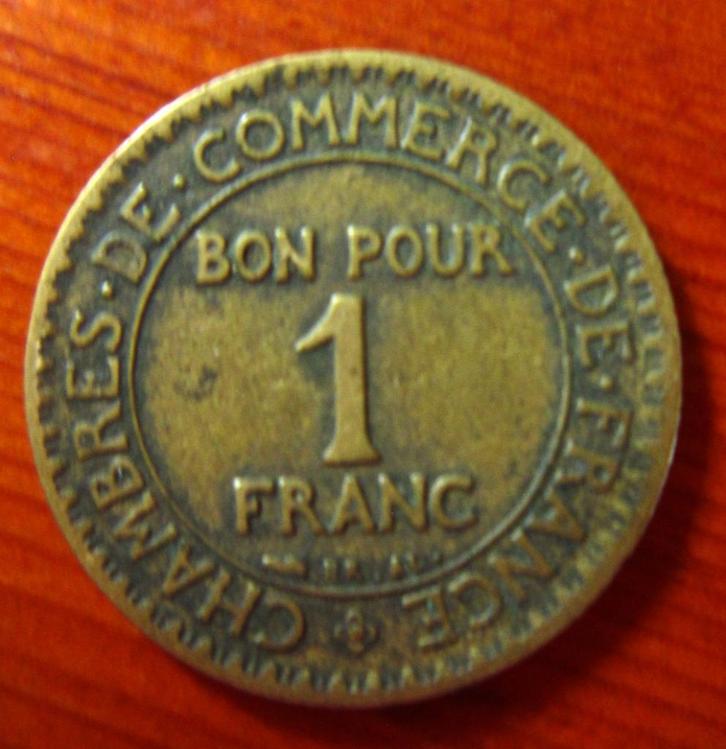 CHAMBRES · DE · COMMERCE · DE · FRANCE
BON POUR
1
FRANC